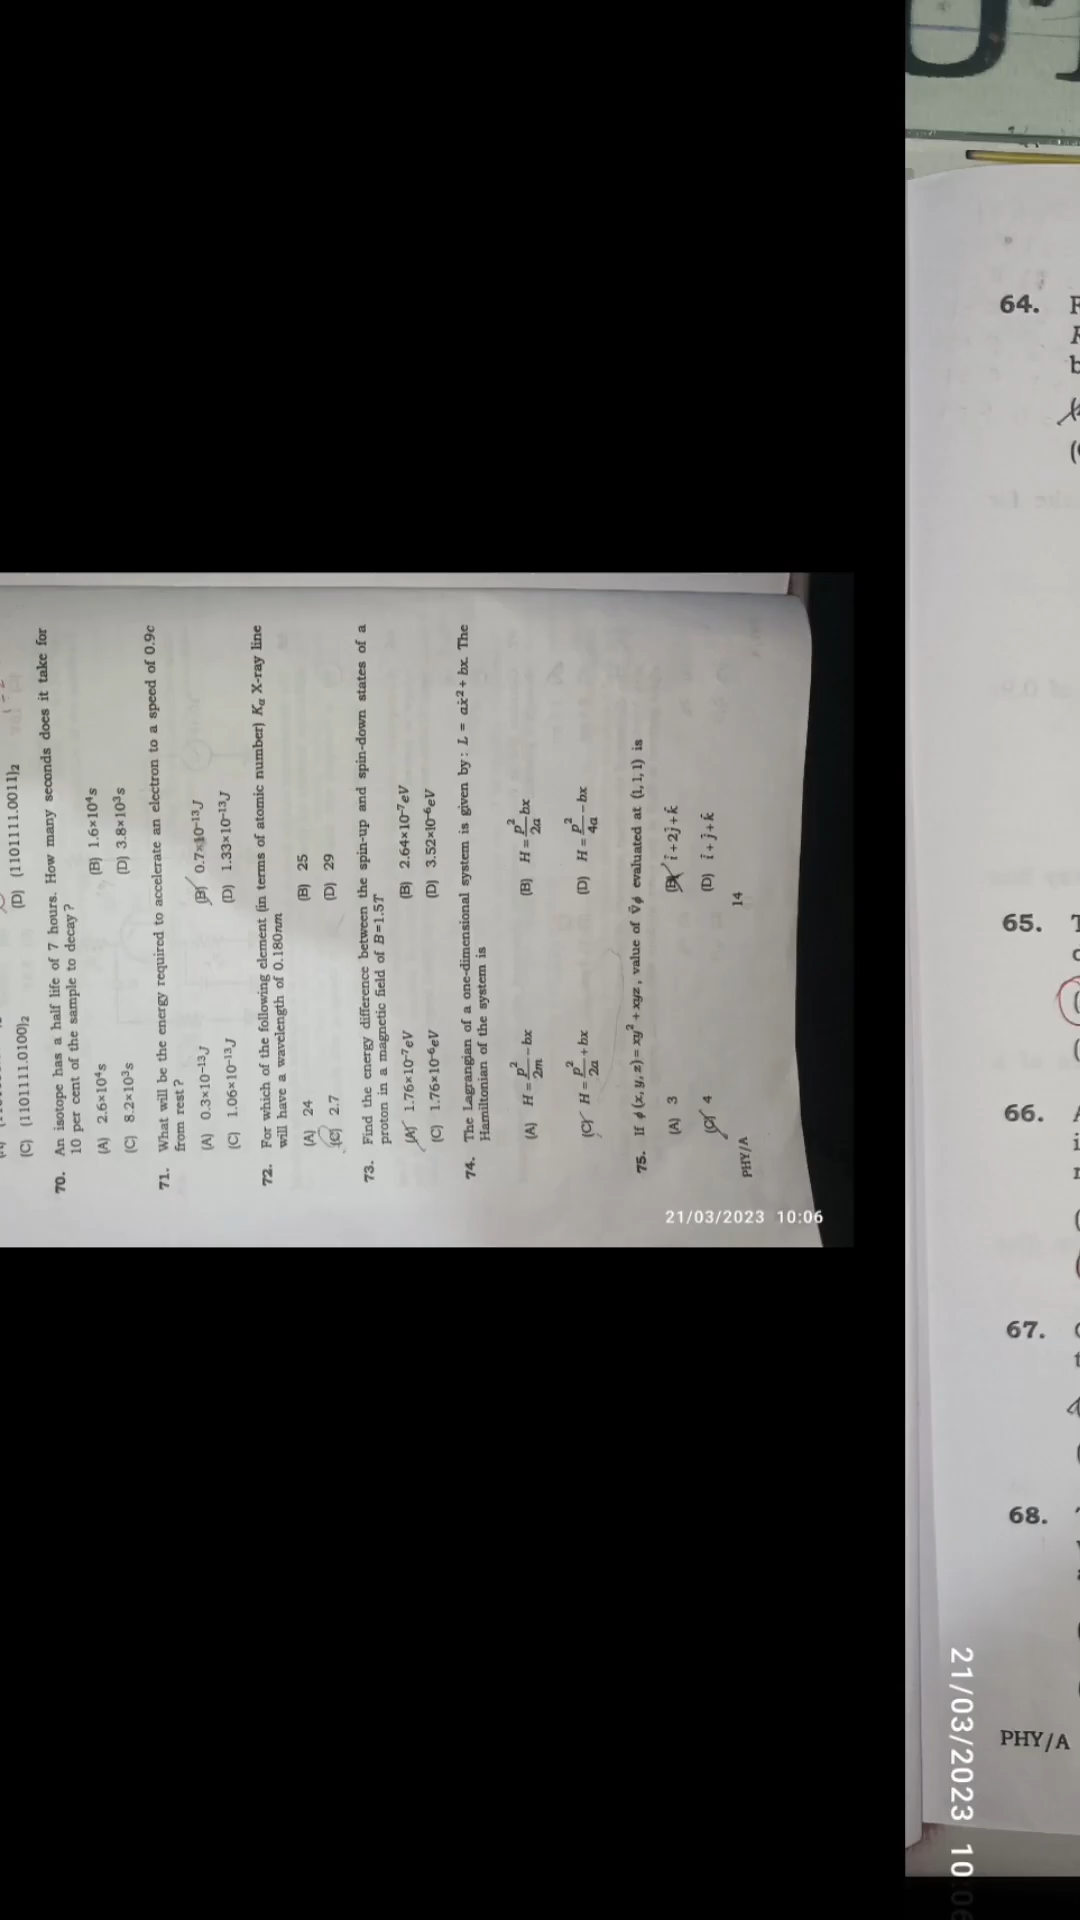 (D) (1101111.0011)₂
(C) (1101111.0100)₂
70. An isotope has a half life of 7 hours. How many seconds does it take for
10 per cent of the sample to decay?
(A) 2.6×10⁴s (B) 1.6×10⁴s
(C) 8.2×10³s (D) 3.8×10³s
71. What will be the energy required to accelerate an electron to a speed of 0.9c
from rest?
(A) 0.3×10⁻¹³J (B) 0.7×10⁻¹³J
(C) 1.06×10⁻¹³J (D) 1.33×10⁻¹³J
72. For which of the following element (in terms of atomic number) Kα X-ray line
will have a wavelength of 0.180nm
(A) 24 (B) 25
(C) 2.7 (D) 29
73. Find the energy difference between the spin-up and spin-down states of a
proton in a magnetic field of B=1.5T
(A) 1.76×10⁻⁷eV (B) 2.64×10⁻⁷eV
(C) 1.76×10⁻⁶eV (D) 3.52×10⁻⁶eV
74. The Lagrangian of a one-dimensional system is given by: L = aẋ² + bx. The
Hamiltonian of the system is
(A) H = p²/2m − bx (B) H = p²/2a bx
(C) H = p²/2a + bx (D) H = p²/4a − bx
75. If ϕ(x, y, z) = xy² + xyz, value of ∇̄ϕ evaluated at (1, 1, 1) is
(A) 3 (B) î + 2ĵ + k̂
(C) 4 (D) î + ĵ + k̂
PHY/A 14
21/03/2023 10:06
64.
65.
66.
67.
68.
PHY/A
21/03/2023 10:06